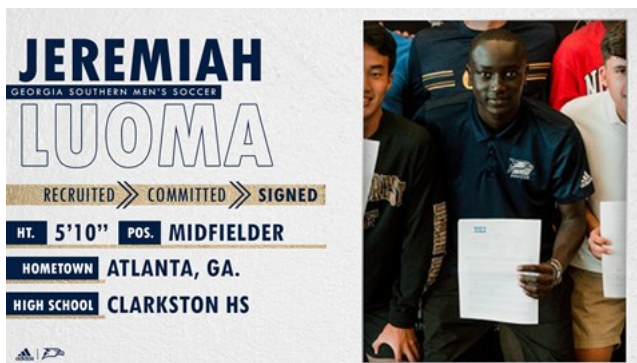 JEREMIAH
GEORGIA SOUTHERN MEN'S SOCCER
LUOMA
RECRUITED COMMITTED SIGNED
HT. 5'10" POS. MIDFIELDER
HOMETOWN ATLANTA, GA.
HIGH SCHOOL CLARKSTON HS